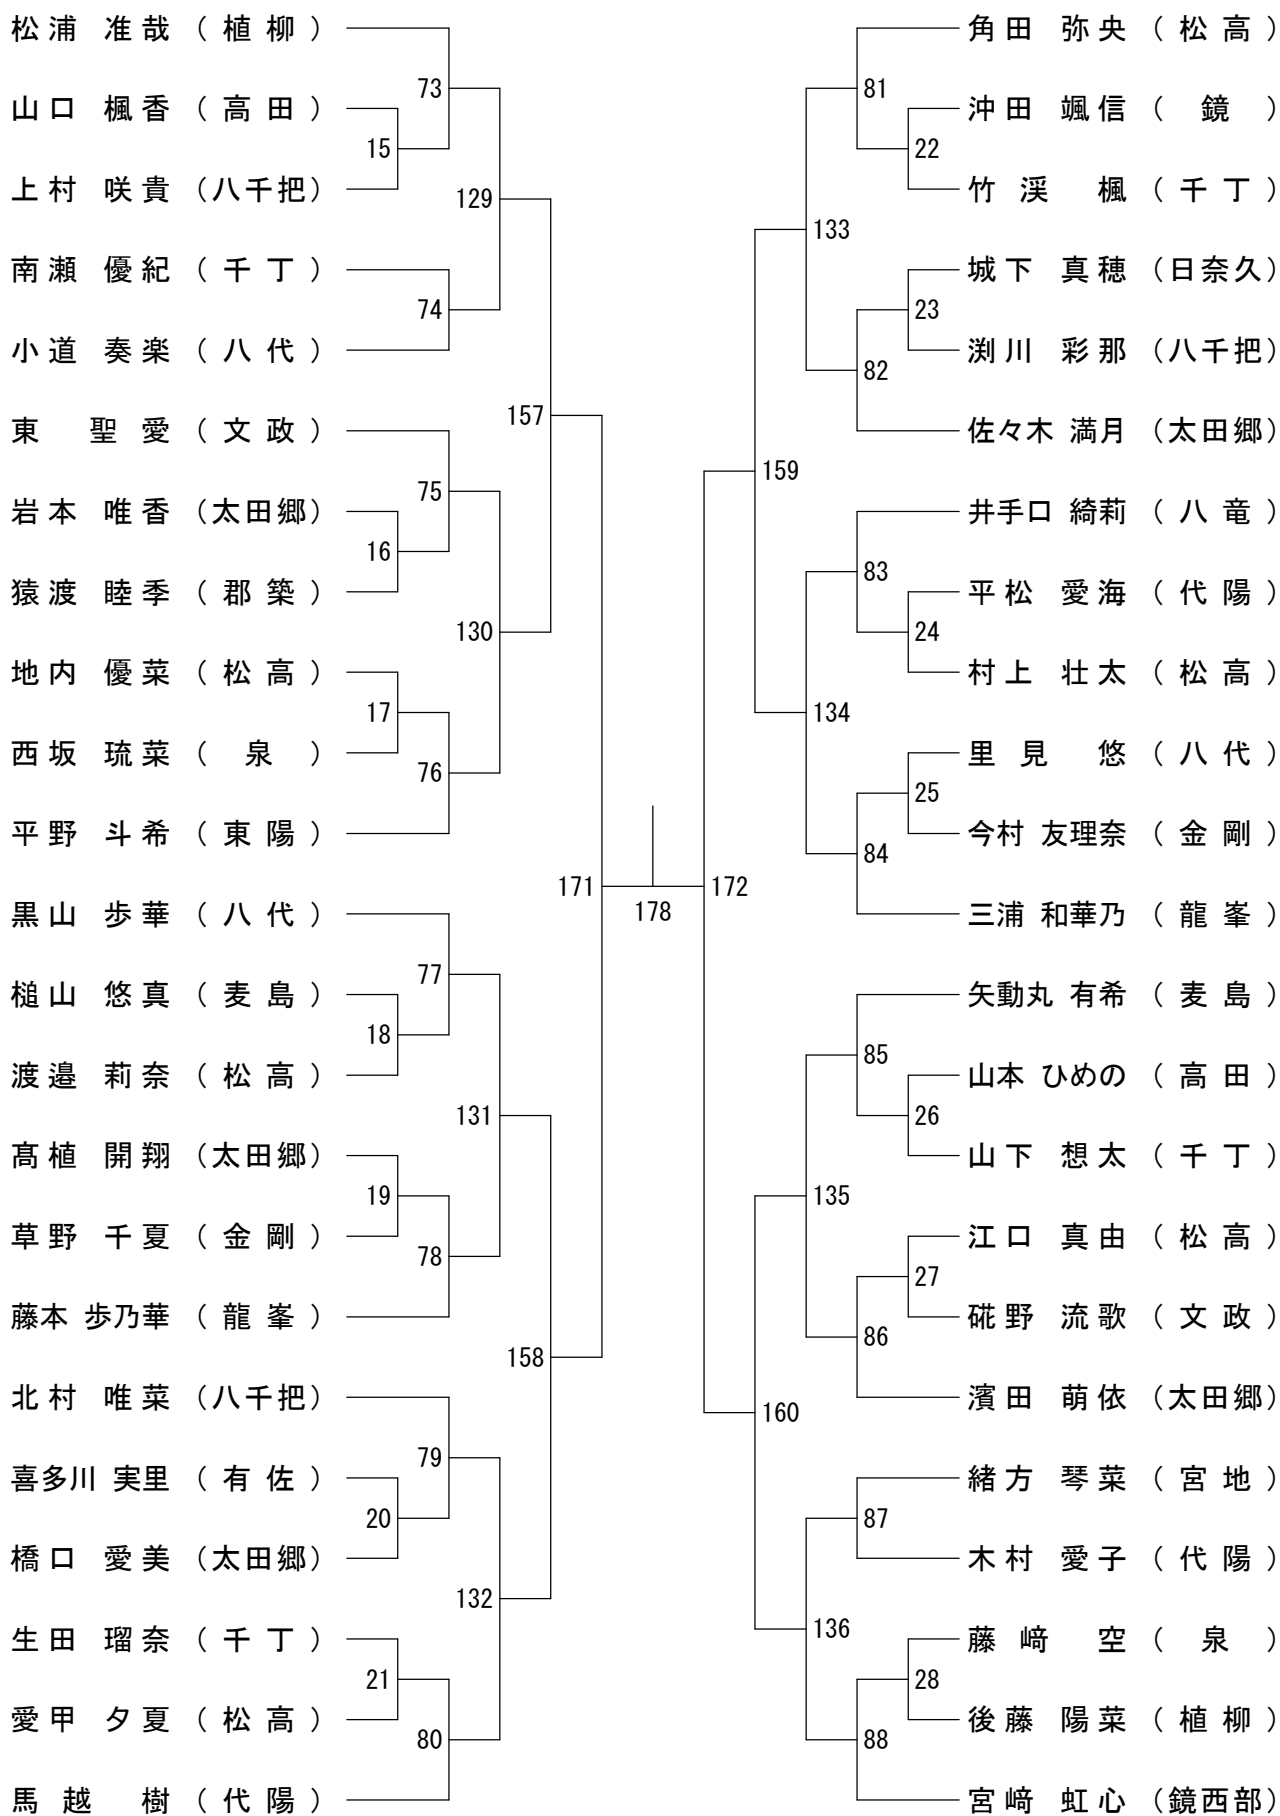 松浦 准哉 （ 植 柳 ）
山口 楓香 （ 高 田 ）
上村 咲貴 （八千把）
南瀬 優紀 （ 千 丁 ）
小道 奏楽 （ 八 代 ）
東 聖愛 （ 文 政 ）
岩本 唯香 （太田郷）
猿渡 睦季 （ 郡 築 ）
地内 優菜 （ 松 高 ）
西坂 琉菜 （ 泉 ）
平野 斗希 （ 東 陽 ）
黒山 歩華 （ 八 代 ）
槌山 悠真 （ 麦 島 ）
渡邉 莉奈 （ 松 高 ）
髙植 開翔 （太田郷）
草野 千夏 （ 金 剛 ）
藤本 歩乃華 （ 龍 峯 ）
北村 唯菜 （八千把）
喜多川 実里 （ 有 佐 ）
橋口 愛美 （太田郷）
生田 瑠奈 （ 千 丁 ）
愛甲 夕夏 （ 松 高 ）
馬越 樹 （ 代 陽 ）
15
16
17
18
19
20
21
73
74
75
76
77
78
79
80
129
130
131
132
157
158
171
178
172
159
160
133
134
135
136
81
82
83
84
85
86
87
88
22
23
24
25
26
27
28
角田 弥央 （ 松 高 ）
沖田 颯信 （ 鏡 ）
竹渓 楓 （ 千 丁 ）
城下 真穂 （日奈久）
渕川 彩那 （八千把）
佐々木 満月 （太田郷）
井手口 綺莉 （ 八 竜 ）
平松 愛海 （ 代 陽 ）
村上 壮太 （ 松 高 ）
里見 悠 （ 八 代 ）
今村 友理奈 （ 金 剛 ）
三浦 和華乃 （ 龍 峯 ）
矢動丸 有希 （ 麦 島 ）
山本 ひめの （ 高 田 ）
山下 想太 （ 千 丁 ）
江口 真由 （ 松 高 ）
硴野 流歌 （ 文 政 ）
濱田 萌依 （太田郷）
緒方 琴菜 （ 宮 地 ）
木村 愛子 （ 代 陽 ）
藤﨑 空 （ 泉 ）
後藤 陽菜 （ 植 柳 ）
宮﨑 虹心 （鏡西部）